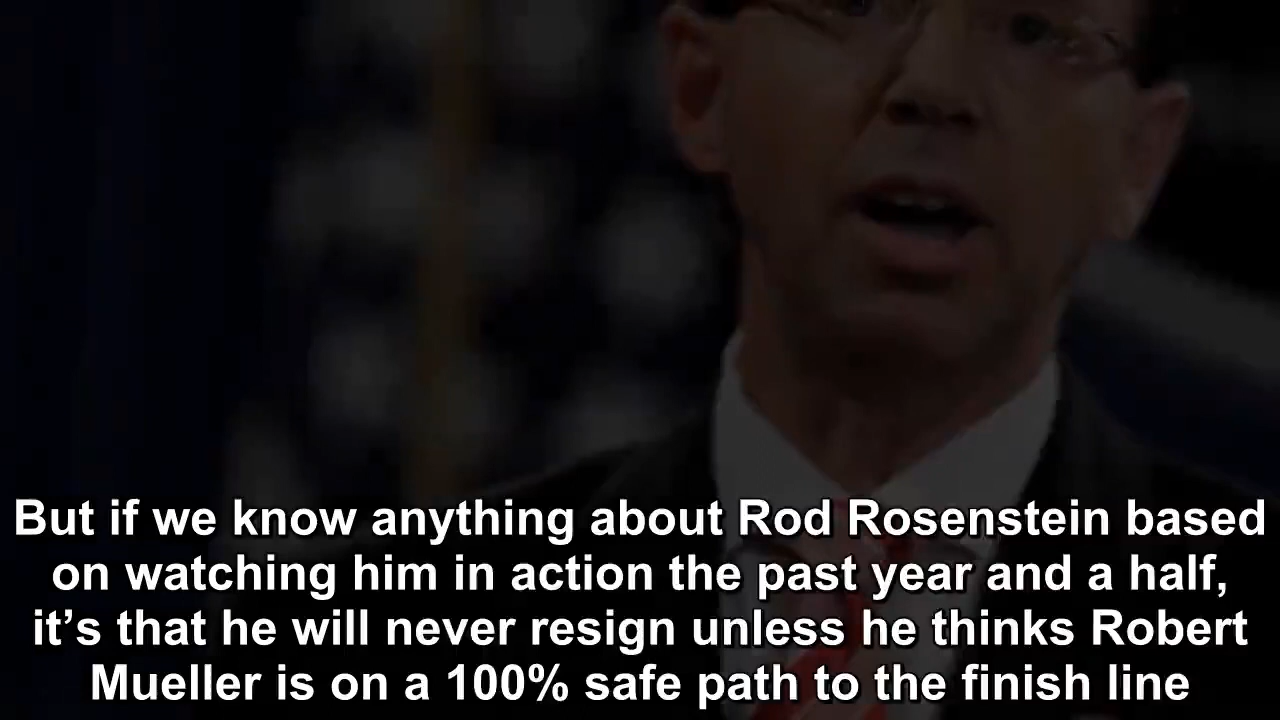 But if we know anything about Rod Rosenstein based
on watching him in action the past year and a half,
it’s that he will never resign unless he thinks Robert
Mueller is on a 100% safe path to the finish line